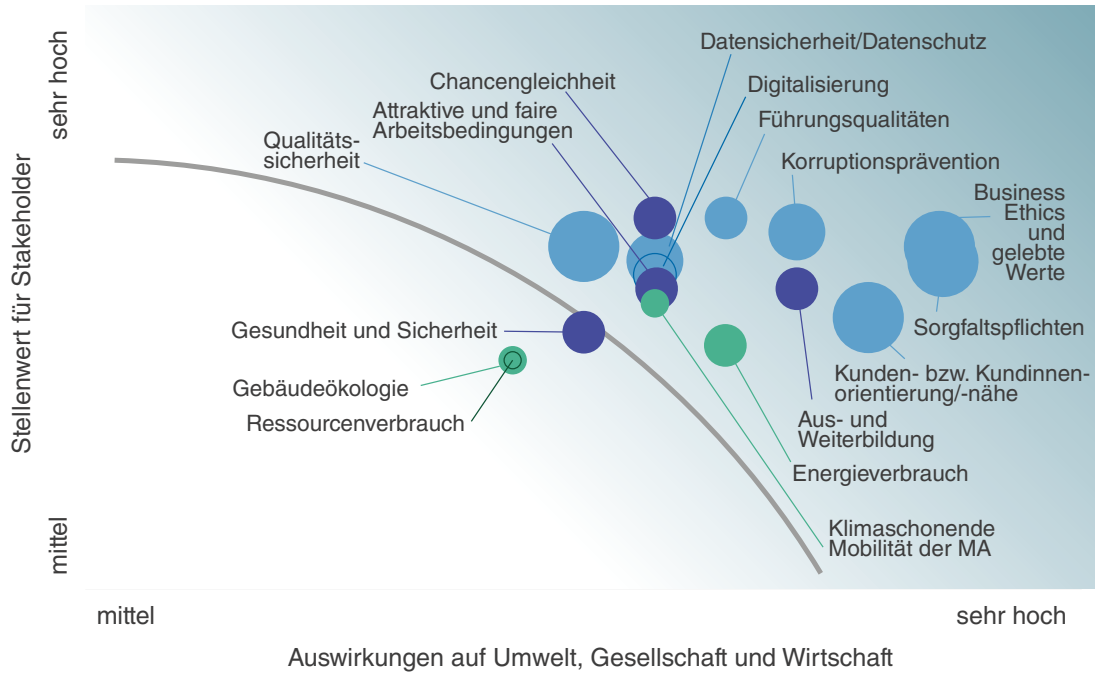 sehr hoch
Stellenwert für Stakeholder
mittel
Datensicherheit/Datenschutz
Chancengleichheit
Digitalisierung
Attraktive und faire
Arbeitsbedingungen
Führungsqualitäten
Qualitäts-
sicherheit
Korruptionsprävention
Business
Ethics
und
gelebte
Werte
Sorgfaltspflichten
Gesundheit und Sicherheit
Gebäudeökologie
Kunden- bzw. Kundinnen-
orientierung/-nähe
Ressourcenverbrauch
Aus- und
Weiterbildung
Energieverbrauch
Klimaschonende
Mobilität der MA
mittel
sehr hoch
Auswirkungen auf Umwelt, Gesellschaft und Wirtschaft